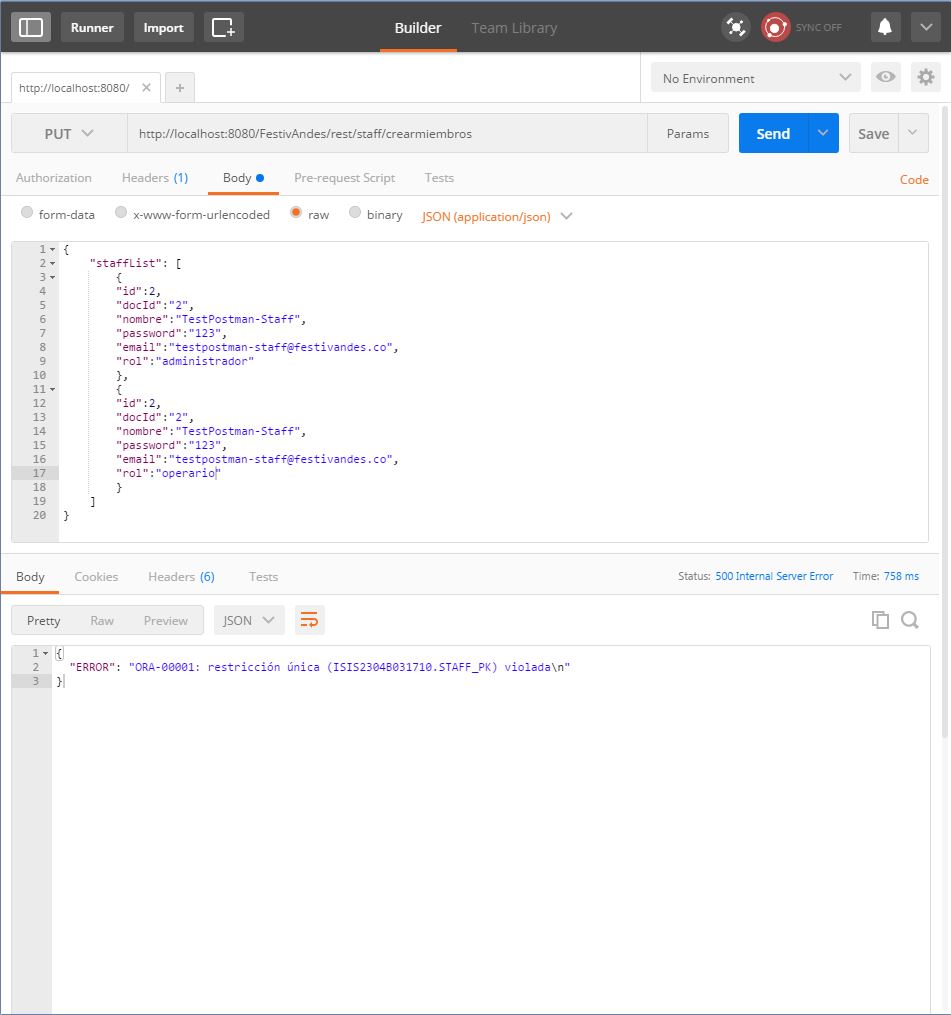 Runner Import Builder Team Library SYNC OFF
http://localhost:8080/ No Environment
PUT http://localhost:8080/FestivAndes/rest/staff/crearmiembros Params Send Save
Authorization Headers (1) Body Pre-request Script Tests Code
form-data x-www-form-urlencoded raw binary JSON (application/json)
1 {
2 "staffList": [
3 {
4 "id":2,
5 "docId":"2",
6 "nombre":"TestPostman-Staff",
7 "password":"123",
8 "email":"testpostman-staff@festivandes.co",
9 "rol":"administrador"
10 },
11 {
12 "id":2,
13 "docId":"2",
14 "nombre":"TestPostman-Staff",
15 "password":"123",
16 "email":"testpostman-staff@festivandes.co",
17 "rol":"operario"
18 }
19 ]
20 }
Body Cookies Headers (6) Tests Status: 500 Internal Server Error Time: 758 ms
Pretty Raw Preview JSON
1 {
2 "ERROR": "ORA-00001: restricción única (ISIS2304B031710.STAFF_PK) violada\n"
3 }